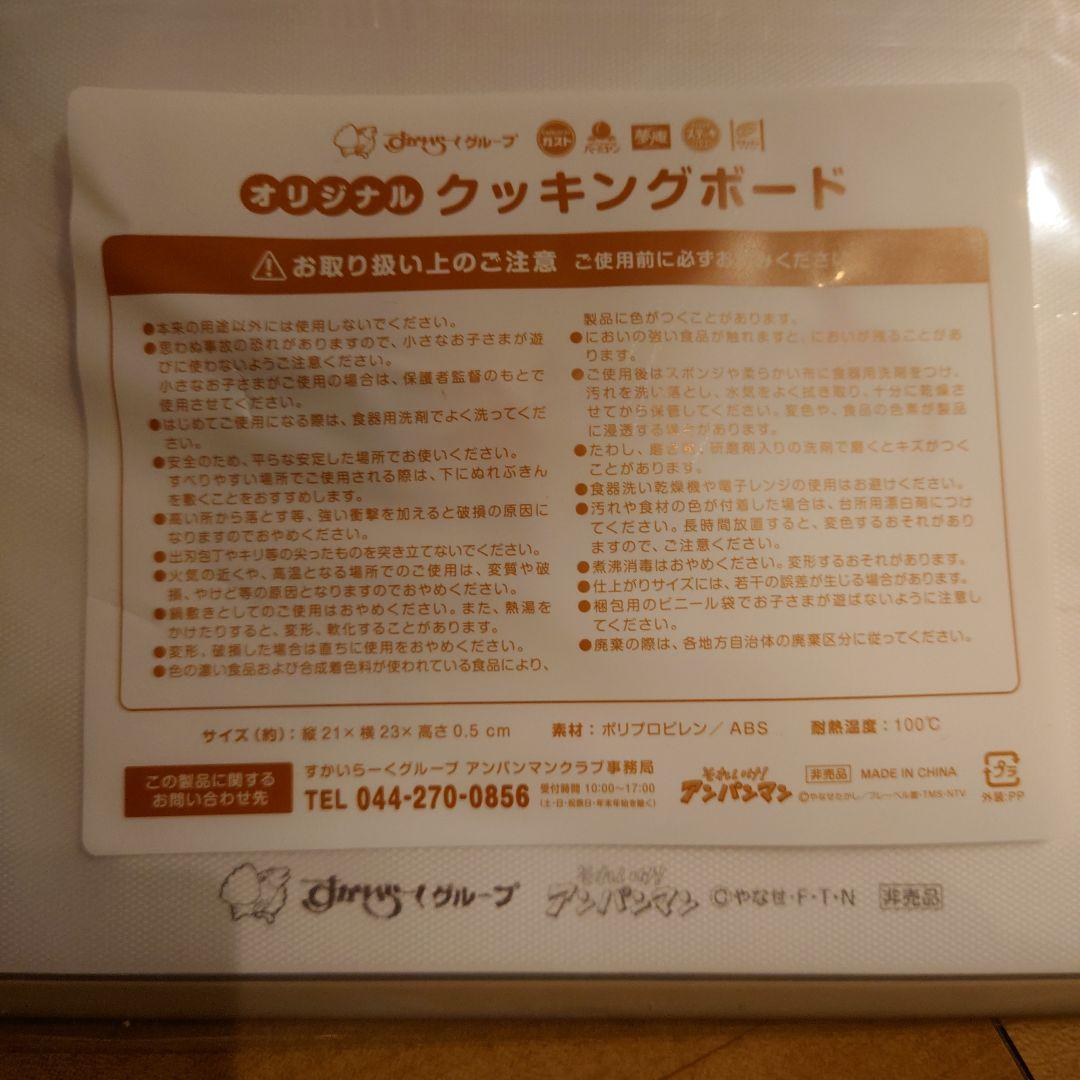 すかいらーくグループ ガスト バーミヤン 夢庵 ステーキ
オリジナル クッキングボード
お取り扱い上のご注意 ご使用前に必ずお読みください
●本来の用途以外には使用しないでください。
●思わぬ事故の恐れがありますので、小さなお子さまが遊
びに使わないようご注意ください。
小さなお子さまがご使用の場合は、保護者監督のもとで
使用させてください。
●はじめてご使用になる際は、食器用洗剤でよく洗ってくだ
さい。
●安全のため、平らな安定した場所でお使いください。
すべりやすい場所でご使用される際は、下にぬれぶきん
を敷くことをおすすめします。
●高い所から落とす等、強い衝撃を加えると破損の原因に
なりますのでおやめください。
●出刃包丁やキリ等の尖ったものを突き立てないでください。
●火気の近くや、高温となる場所でのご使用は、変質や破
損、やけど等の原因となりますのでおやめください。
●鍋敷きとしてのご使用はおやめください。また、熱湯を
かけたりすると、変形、軟化することがあります。
●変形、破損した場合は直ちに使用をおやめください。
●色の濃い食品および合成着色料が使われている食品により、
製品に色がつくことがあります。
●においの強い食品が触れますと、においが残ることがあ
ります。
●ご使用後はスポンジや柔らかい布に食器用洗剤をつけ、
汚れを洗い落とし、水気をよく拭き取り、十分に乾燥さ
せてから保管してください。変色や、食品の色素が製品
に浸透する場合があります。
●たわし、磨き粉、研磨剤入りの洗剤で磨くとキズがつく
ことがあります。
●食器洗い乾燥機や電子レンジの使用はお避けください。
●汚れや食材の色が付着した場合は、台所用漂白剤につけ
てください。長時間放置すると、変色するおそれがあり
ますので、ご注意ください。
●煮沸消毒はおやめください。変形するおそれがあります。
●仕上がりサイズには、若干の誤差が生じる場合があります。
●梱包用のビニール袋でお子さまが遊ばないように注意し
てください。
●廃棄の際は、各地方自治体の廃棄区分に従ってください。
サイズ(約):縦21×横23×高さ0.5cm 素材:ポリプロピレン/ABS 耐熱温度:100℃
この製品に関する
お問い合わせ先
すかいらーくグループ アンパンマンクラブ事務局
TEL 044-270-0856 受付時間 10:00~17:00
(土・日・祝祭日・年末年始を除く)
それいけ!
アンパンマン
非売品 MADE IN CHINA
©やなせたかし/フレーベル館・TMS・NTV
プラ
外装:PP
すかいらーくグループ それいけ! アンパンマン ©やなせ・F・T・N 非売品